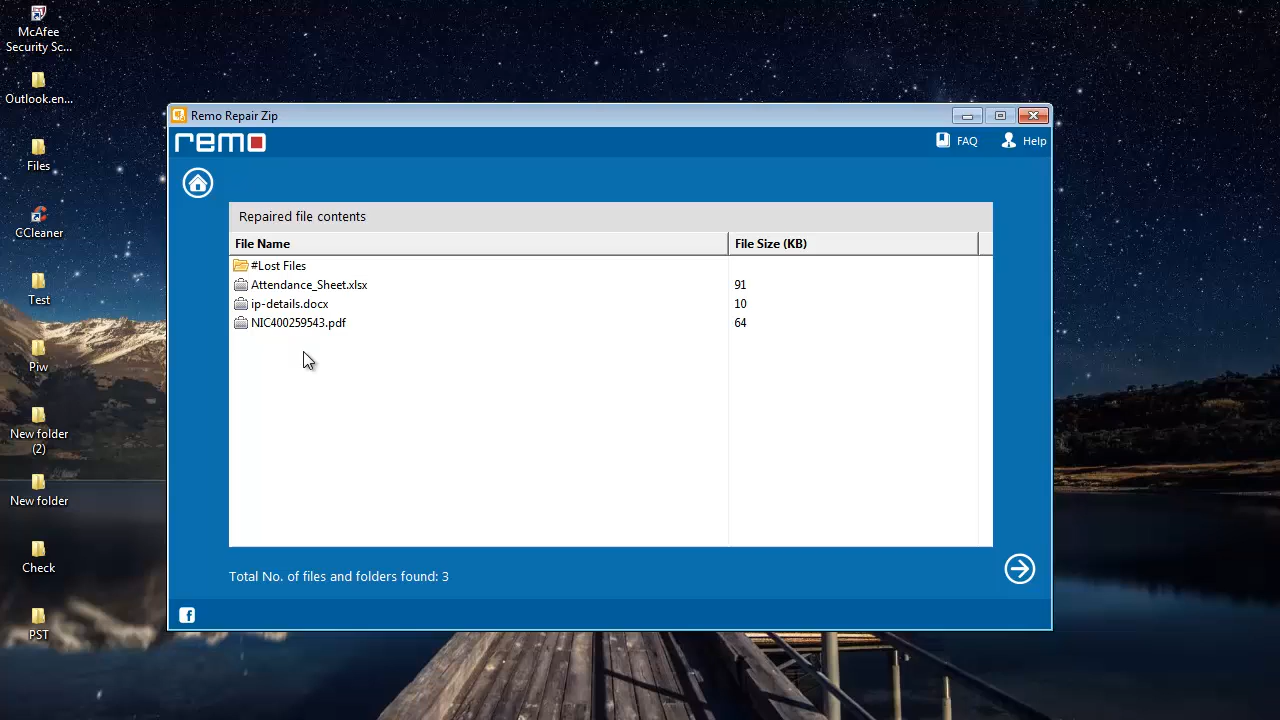 McAfee
Security Sc...
Outlook.en...
Files
CCleaner
Test
Piw
New folder
(2)
New folder
Check
PST
Remo Repair Zip
remo
FAQ
Help
Repaired file contents
File Name File Size (KB)
#Lost Files
Attendance_Sheet.xlsx 91
ip-details.docx 10
NIC400259543.pdf 64
Total No. of files and folders found: 3
f